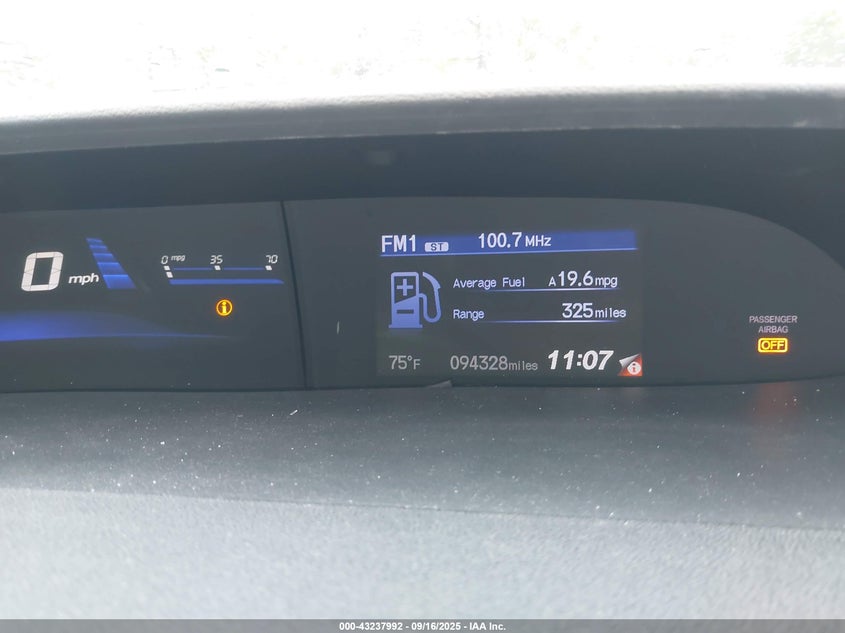 FM1 ST 100.7 MHz
0 mph
0 mpg 35 70
Average Fuel A19.6 mpg
Range 325 miles
PASSENGER
AIRBAG
OFF
75°F 094328 miles 11:07
000-43237992 - 09/16/2025 - IAA Inc.